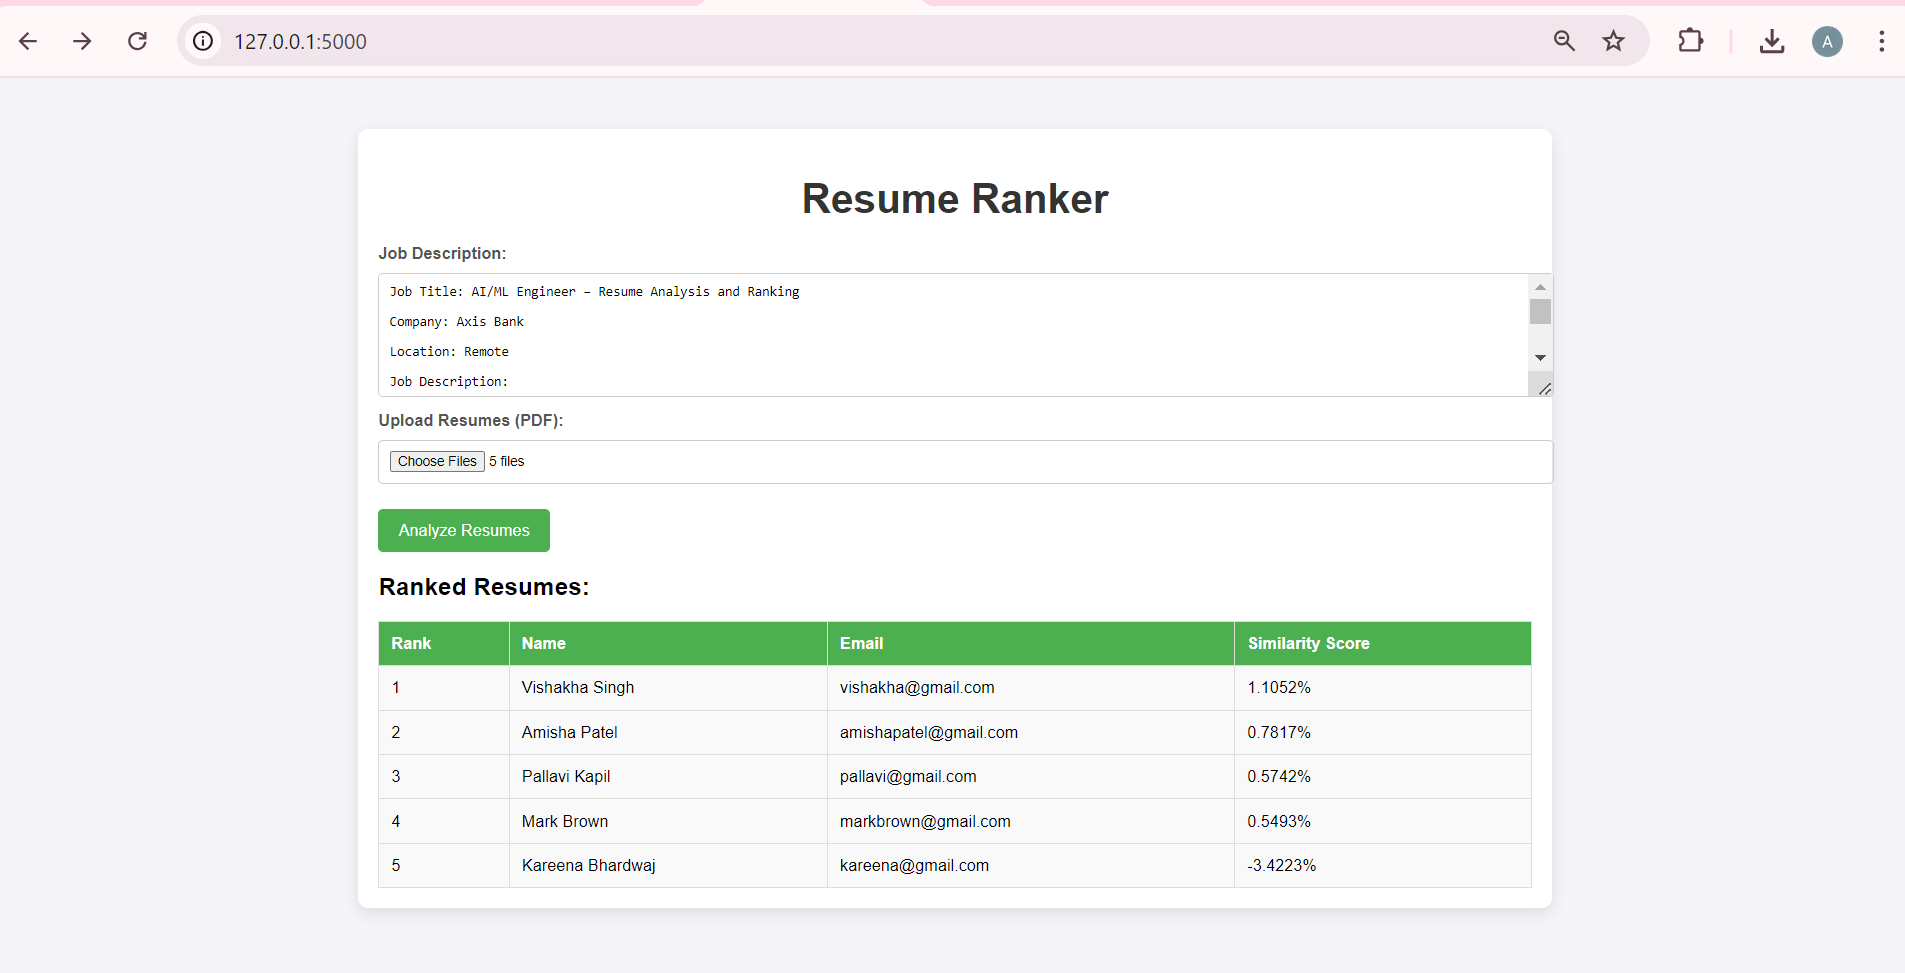 127.0.0.1:5000
A
Resume Ranker
Job Description:
Job Title: AI/ML Engineer – Resume Analysis and Ranking
Company: Axis Bank
Location: Remote
Job Description:
Upload Resumes (PDF):
Choose Files 5 files
Analyze Resumes
Ranked Resumes:
Rank Name Email Similarity Score
1 Vishakha Singh vishakha@gmail.com 1.1052%
2 Amisha Patel amishapatel@gmail.com 0.7817%
3 Pallavi Kapil pallavi@gmail.com 0.5742%
4 Mark Brown markbrown@gmail.com 0.5493%
5 Kareena Bhardwaj kareena@gmail.com -3.4223%